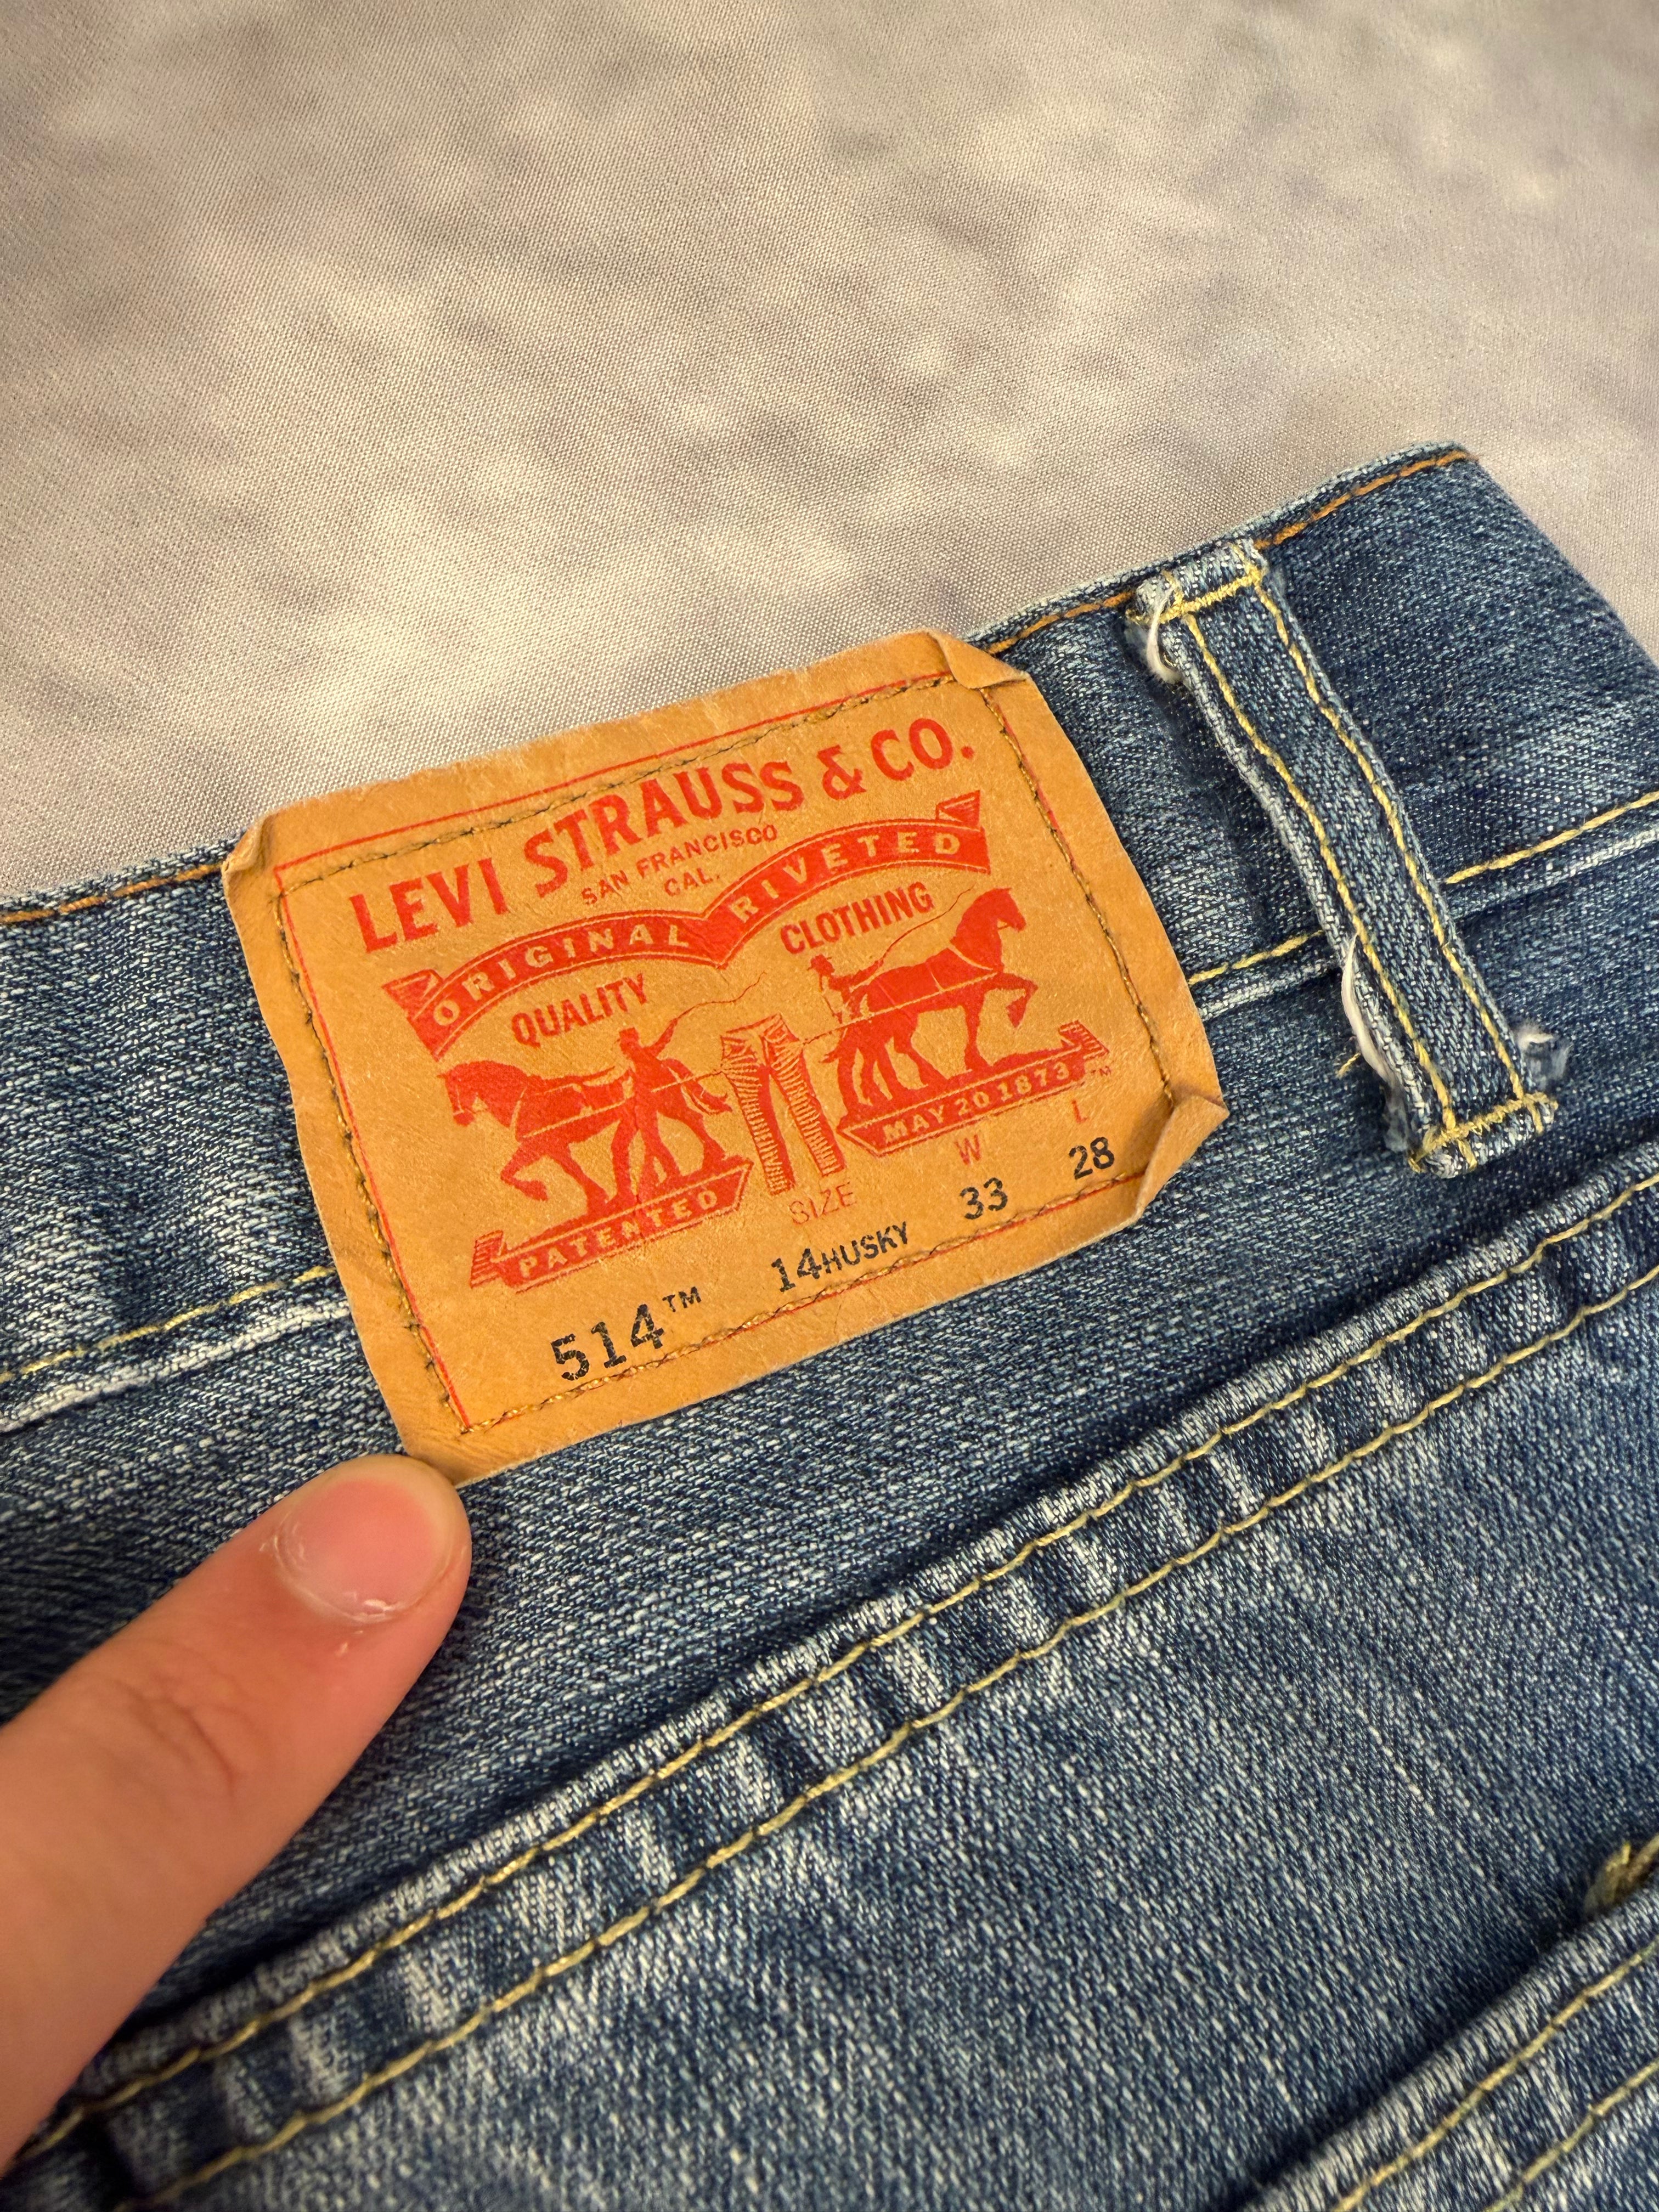 LEVI STRAUSS & CO.
SAN FRANCISCO
CAL.
ORIGINAL RIVETED
QUALITY CLOTHING
PATENTED MAY 20 1873 ™
SIZE W L
514™ 14HUSKY 33 28